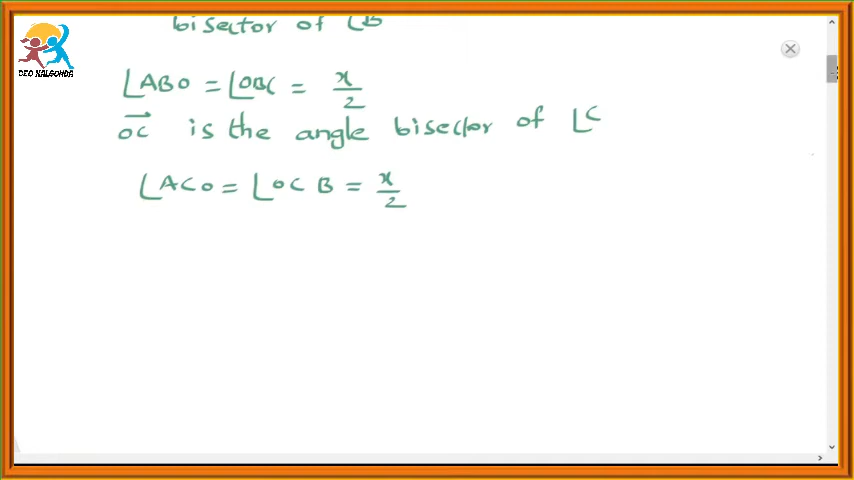 bisector of ∠B
DEO NALGONDA
∠ABO = ∠OBC = x/2
→OC is the angle bisector of ∠C
∠ACO = ∠OCB = x/2